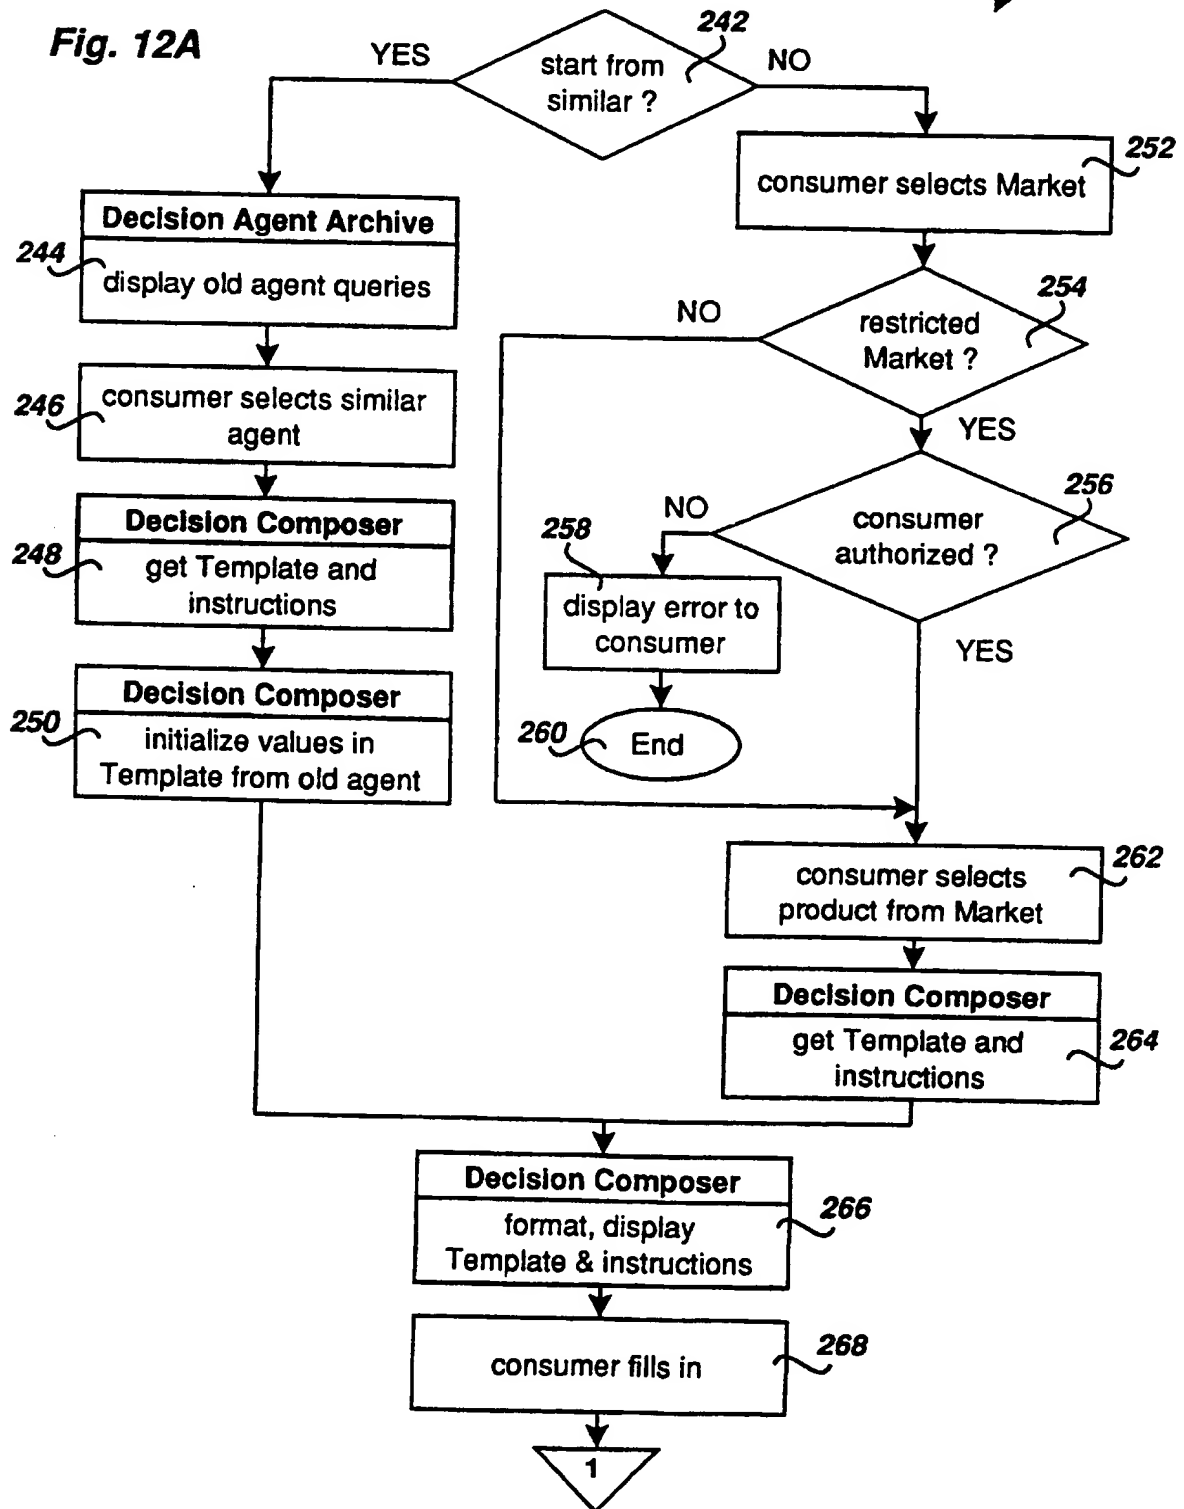 Fig. 12A
YES
start from
similar ?
242
NO
consumer selects Market
252
Decision Agent Archive
244
display old agent queries
NO
restricted
Market ?
254
246
consumer selects similar
agent
YES
Decision Composer
248
get Template and
instructions
NO
consumer
authorized ?
256
258
display error to
consumer
YES
Decision Composer
250
initialize values in
Template from old agent
260
End
consumer selects
product from Market
262
Decision Composer
get Template and
instructions
264
Decision Composer
format, display
Template & instructions
266
consumer fills in
268
1